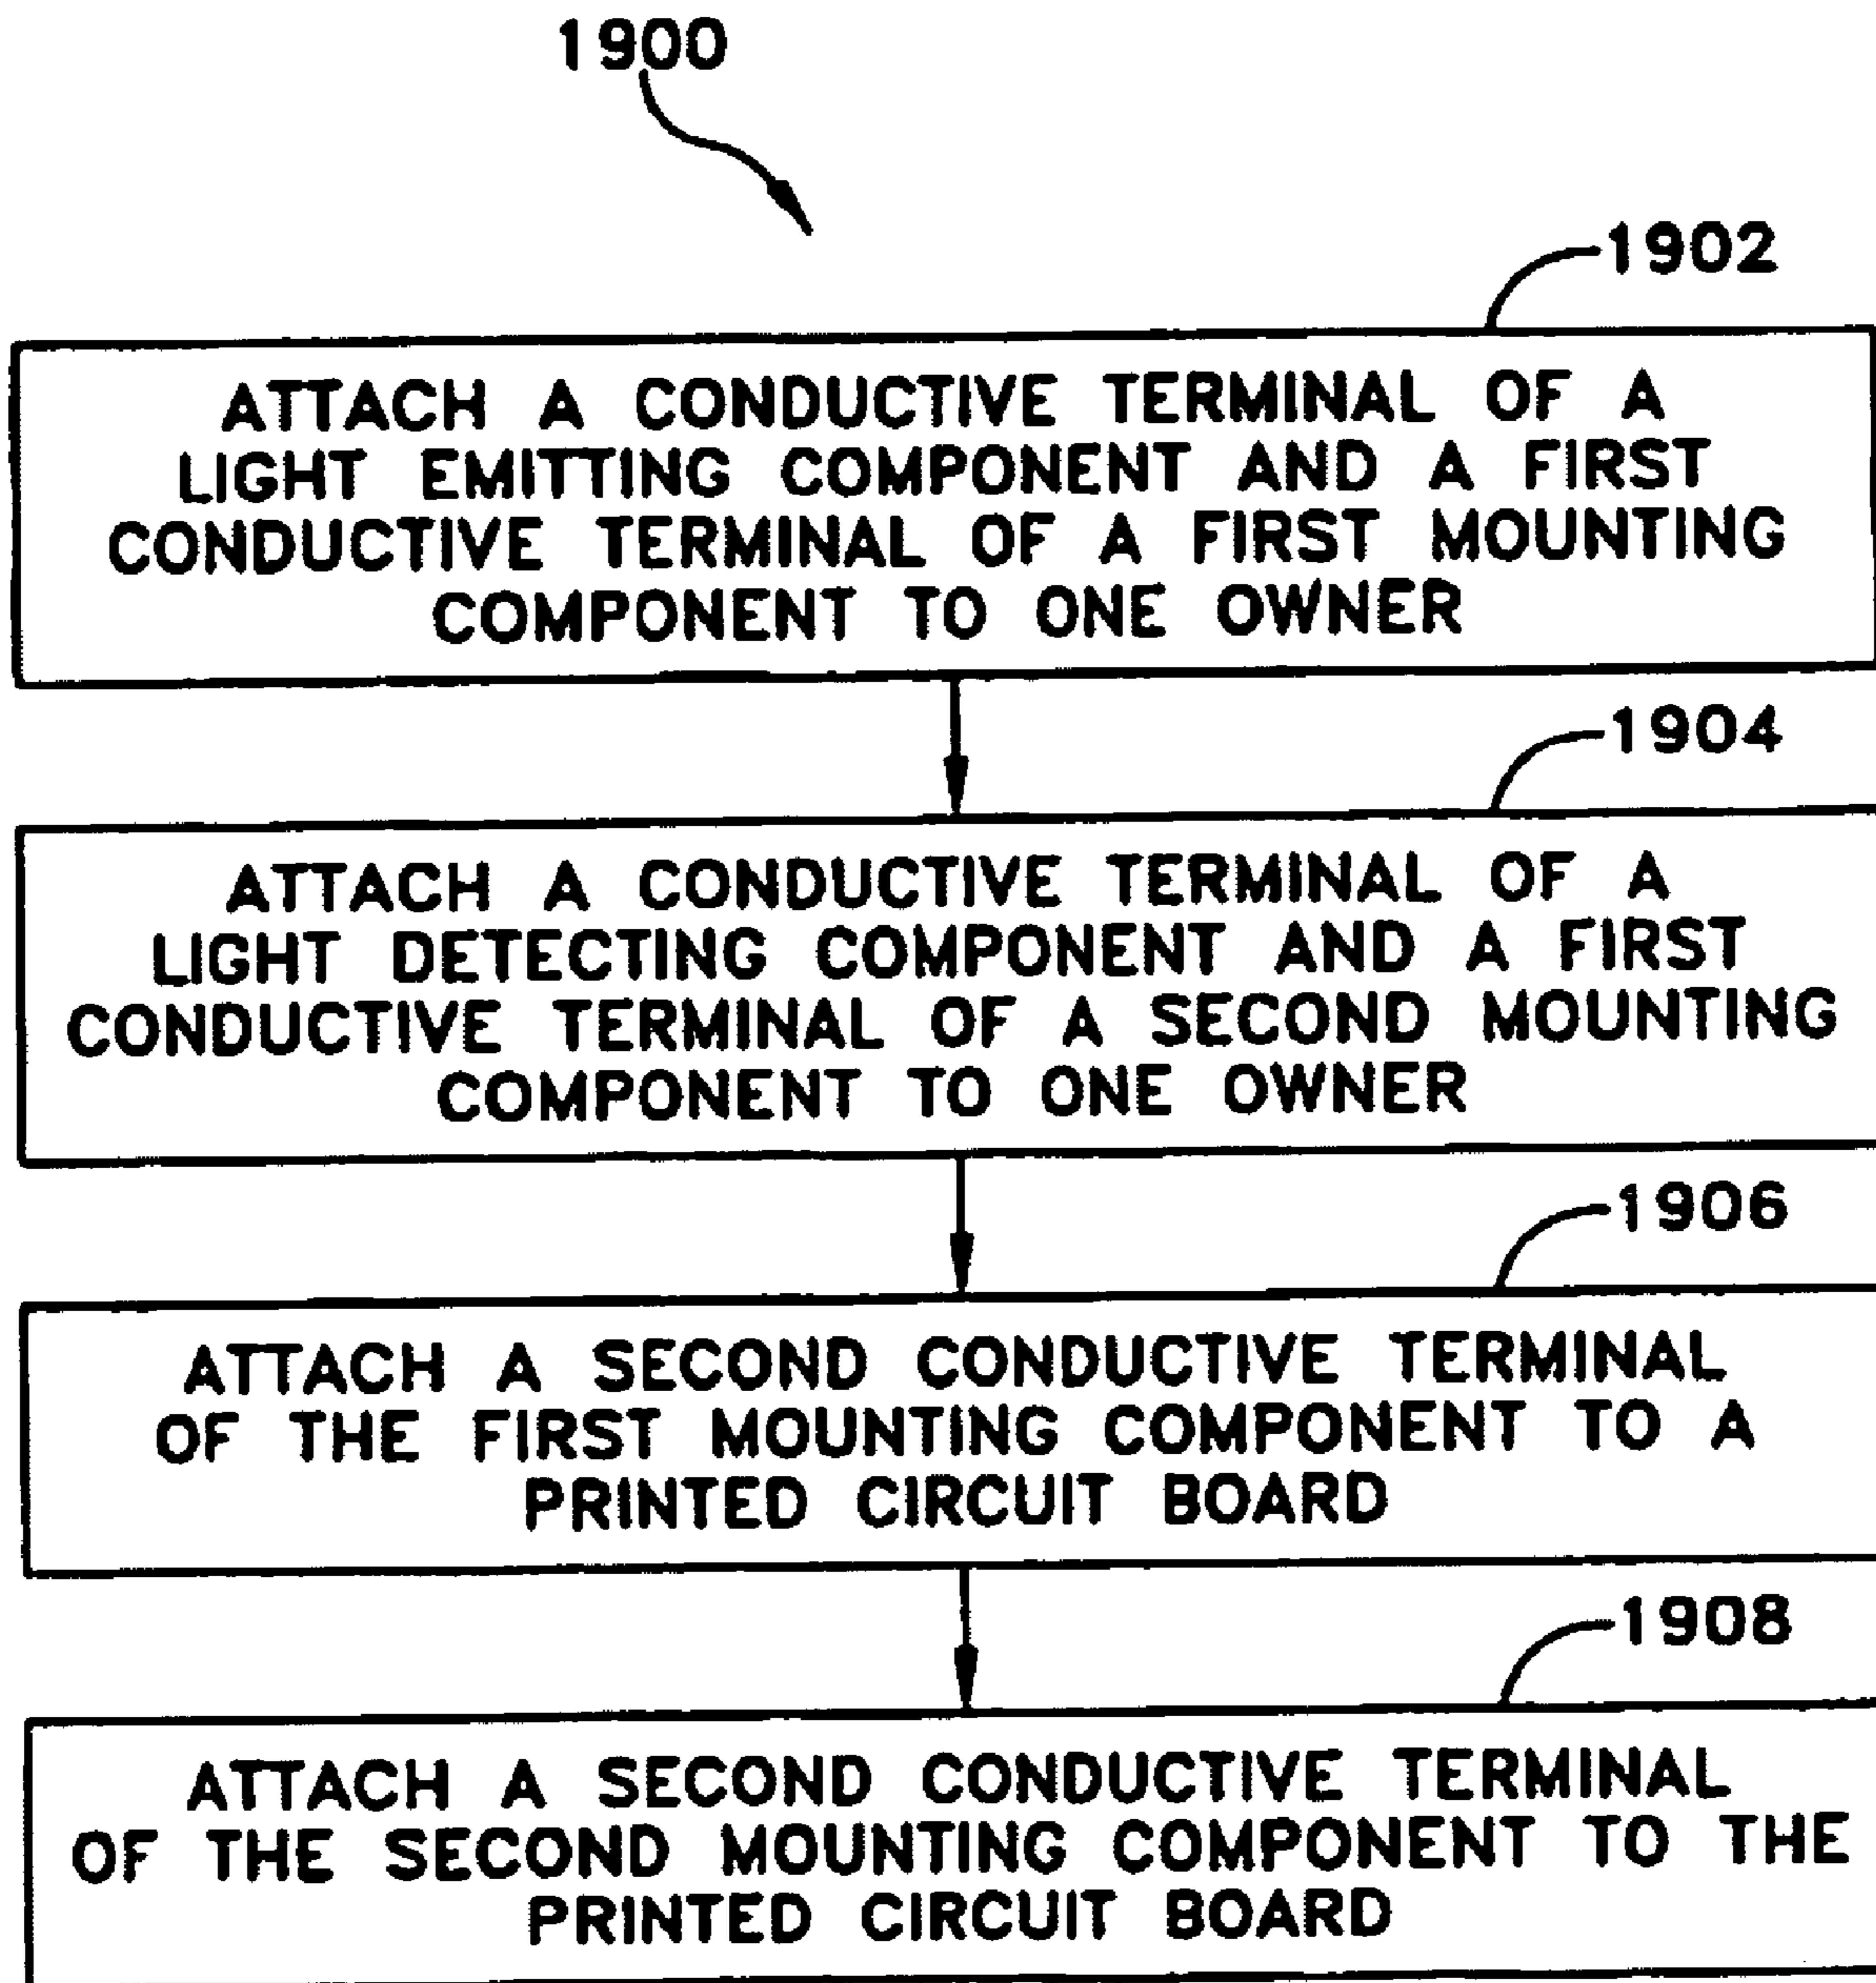 1900
1902
ATTACH A CONDUCTIVE TERMINAL OF A
LIGHT EMITTING COMPONENT AND A FIRST
CONDUCTIVE TERMINAL OF A FIRST MOUNTING
COMPONENT TO ONE OWNER
1904
ATTACH A CONDUCTIVE TERMINAL OF A
LIGHT DETECTING COMPONENT AND A FIRST
CONDUCTIVE TERMINAL OF A SECOND MOUNTING
COMPONENT TO ONE OWNER
1906
ATTACH A SECOND CONDUCTIVE TERMINAL
OF THE FIRST MOUNTING COMPONENT TO A
PRINTED CIRCUIT BOARD
1908
ATTACH A SECOND CONDUCTIVE TERMINAL
OF THE SECOND MOUNTING COMPONENT TO THE
PRINTED CIRCUIT BOARD